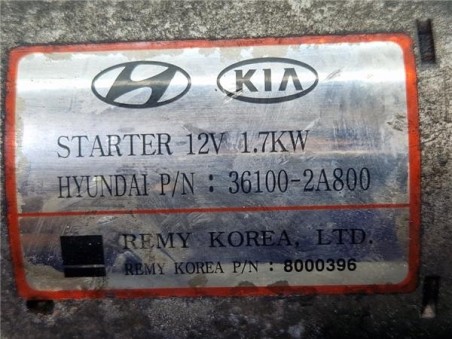 KIA
STARTER 12V 1.7KW
HYUNDAI P/N : 36100-2A800
REMY KOREA, LTD.
REMY KOREA P/N : 8000396